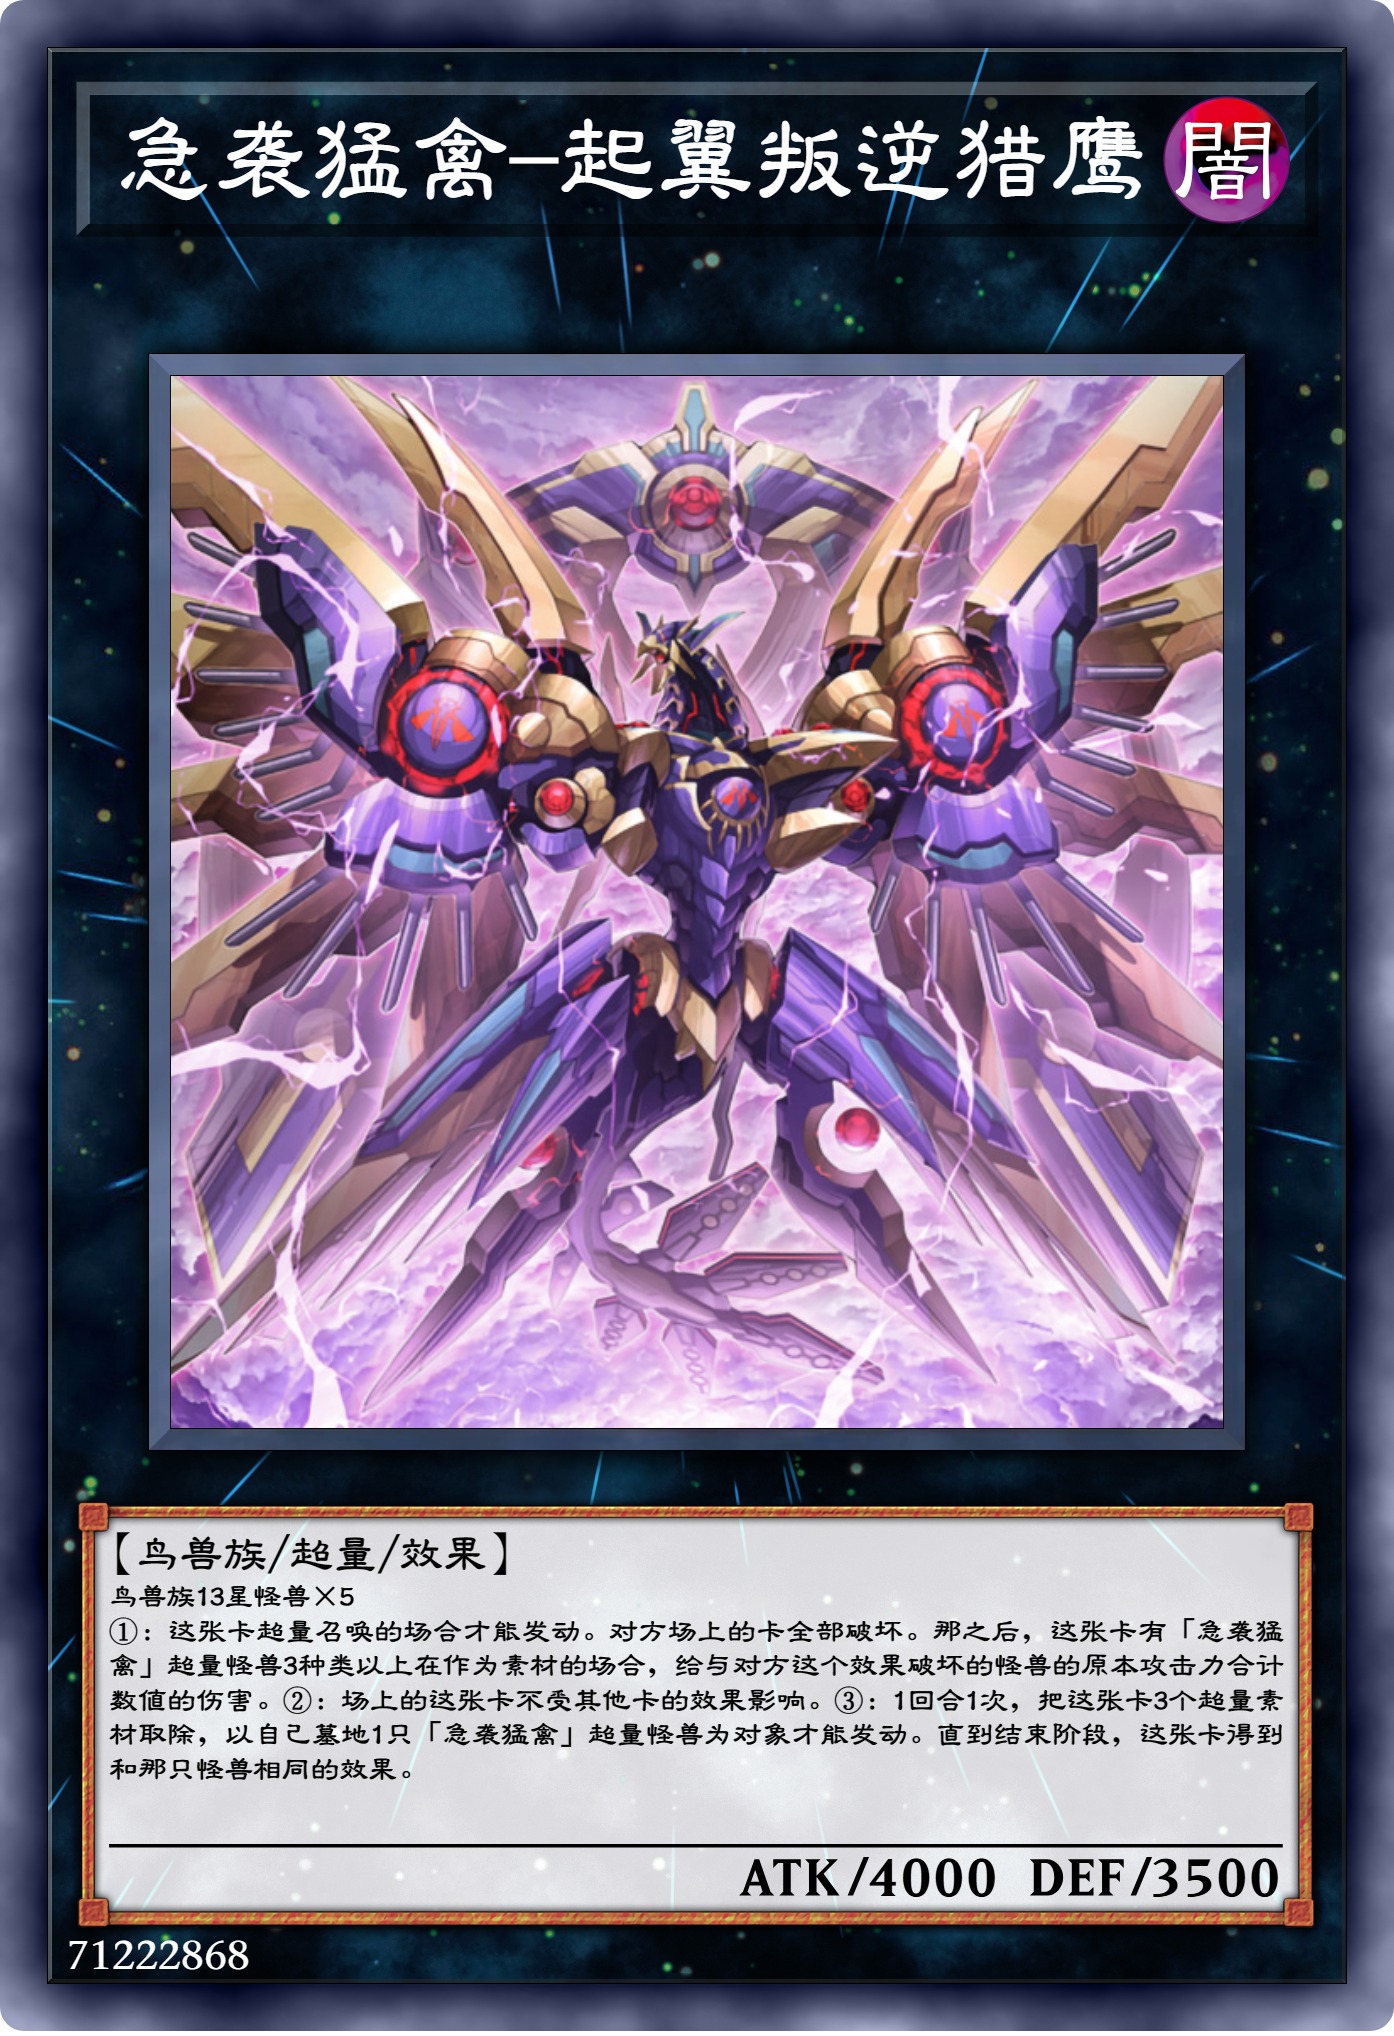 急袭猛禽-起翼叛逆猎鹰 闇
【鸟兽族/超量/效果】
鸟兽族13星怪兽×5
①：这张卡超量召唤的场合才能发动。对方场上的卡全部破坏。那之后，这张卡有「急袭猛
禽」超量怪兽3种类以上在作为素材的场合，给与对方这个效果破坏的怪兽的原本攻击力合计
数值的伤害。②：场上的这张卡不受其他卡的效果影响。③：1回合1次，把这张卡3个超量素
材取除，以自己墓地1只「急袭猛禽」超量怪兽为对象才能发动。直到结束阶段，这张卡得到
和那只怪兽相同的效果。
ATK/4000 DEF/3500
71222868